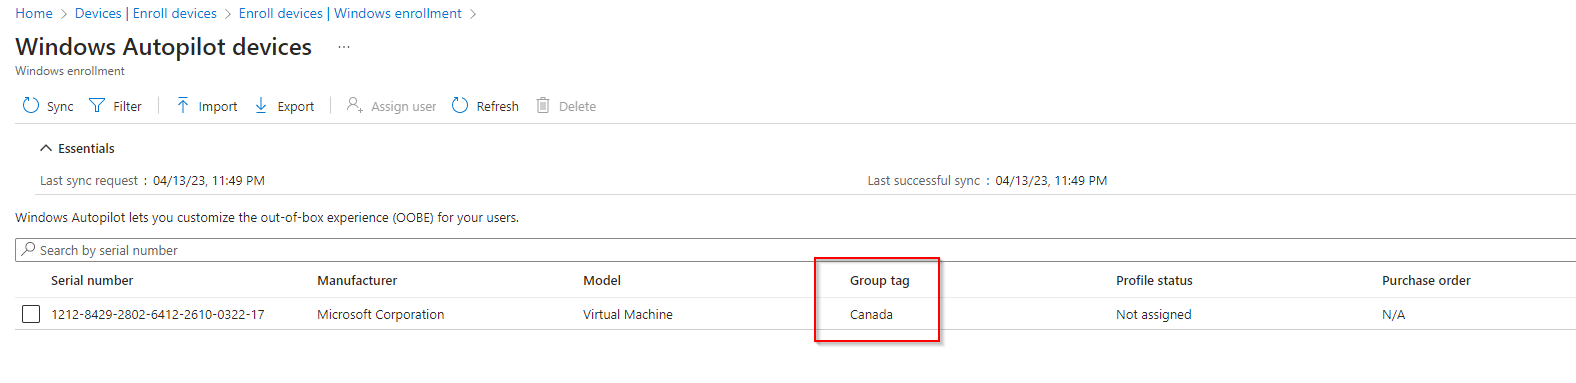 Home > Devices | Enroll devices > Enroll devices | Windows enrollment >
Windows Autopilot devices ...
Windows enrollment
Sync Filter Import Export Assign user Refresh Delete
Essentials
Last sync request : 04/13/23, 11:49 PM Last successful sync : 04/13/23, 11:49 PM
Windows Autopilot lets you customize the out-of-box experience (OOBE) for your users.
Search by serial number
Serial number Manufacturer Model Group tag Profile status Purchase order
1212-8429-2802-6412-2610-0322-17 Microsoft Corporation Virtual Machine Canada Not assigned N/A